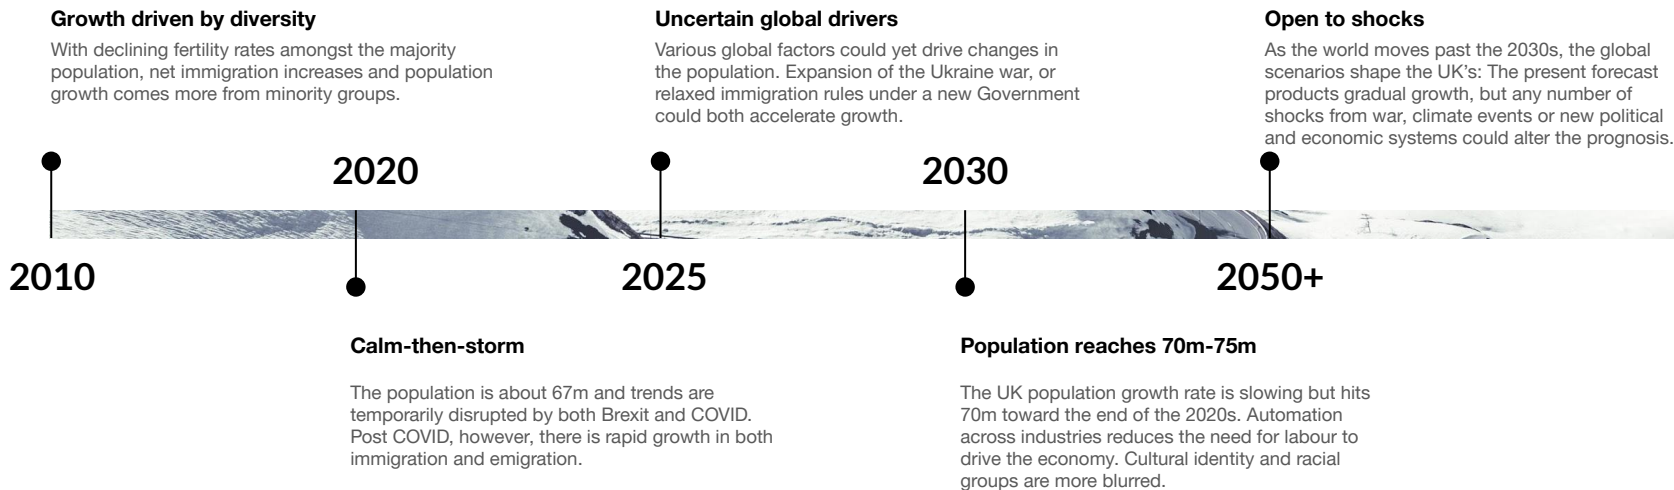 Growth driven by diversity
With declining fertility rates amongst the majority
population, net immigration increases and population
growth comes more from minority groups.
Uncertain global drivers
Various global factors could yet drive changes in
the population. Expansion of the Ukraine war, or
relaxed immigration rules under a new Government
could both accelerate growth.
Open to shocks
As the world moves past the 2030s, the global
scenarios shape the UK's: The present forecast
products gradual growth, but any number of
shocks from war, climate events or new political
and economic systems could alter the prognosis.
2020
2030
2010
2025
2050+
Calm-then-storm
The population is about 67m and trends are
temporarily disrupted by both Brexit and COVID.
Post COVID, however, there is rapid growth in both
immigration and emigration.
Population reaches 70m-75m
The UK population growth rate is slowing but hits
70m toward the end of the 2020s. Automation
across industries reduces the need for labour to
drive the economy. Cultural identity and racial
groups are more blurred.